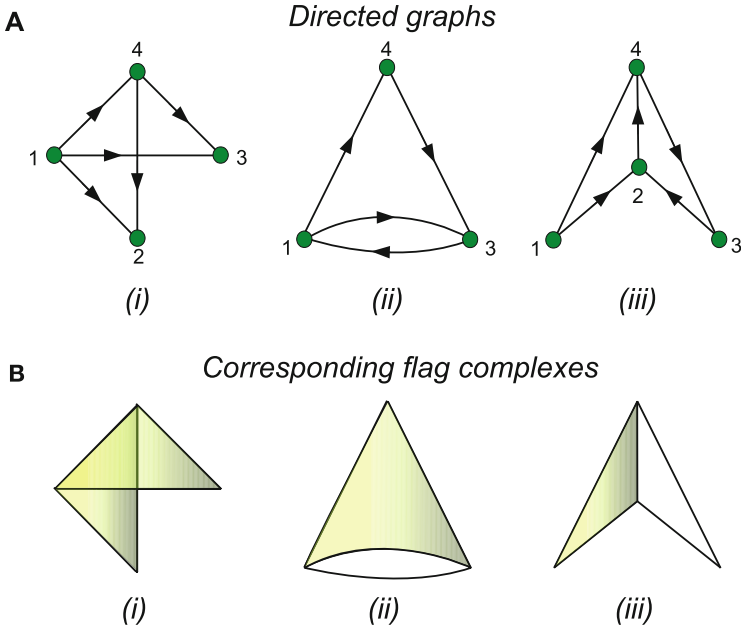 A Directed graphs
4 4 4
1 3 2
2 1 3 1 3
(i) (ii) (iii)
B Corresponding flag complexes
(i) (ii) (iii)